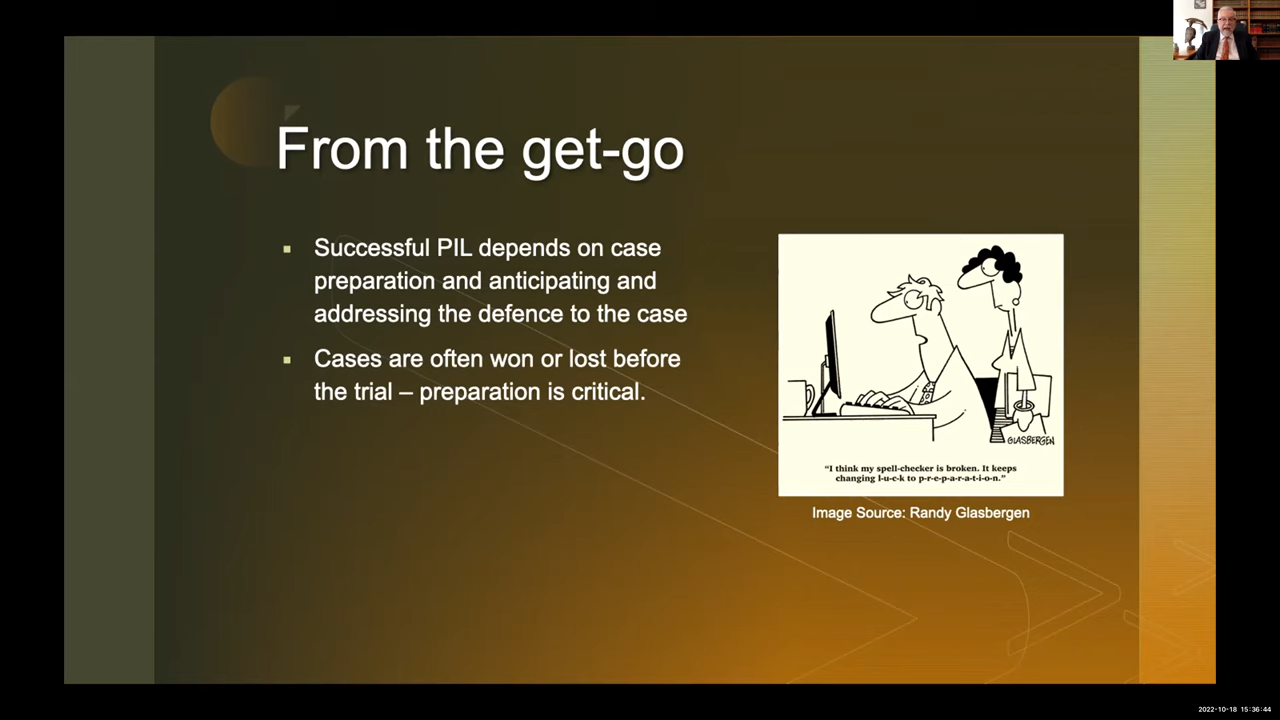 From the get-go
Successful PIL depends on case
preparation and anticipating and
addressing the defence to the case
Cases are often won or lost before
the trial – preparation is critical.
GLASBERGEN
“I think my spell-checker is broken. It keeps
changing l-u-c-k to p-r-e-p-a-r-a-t-i-o-n.”
Image Source: Randy Glasbergen
2022-10-18 15:36:44